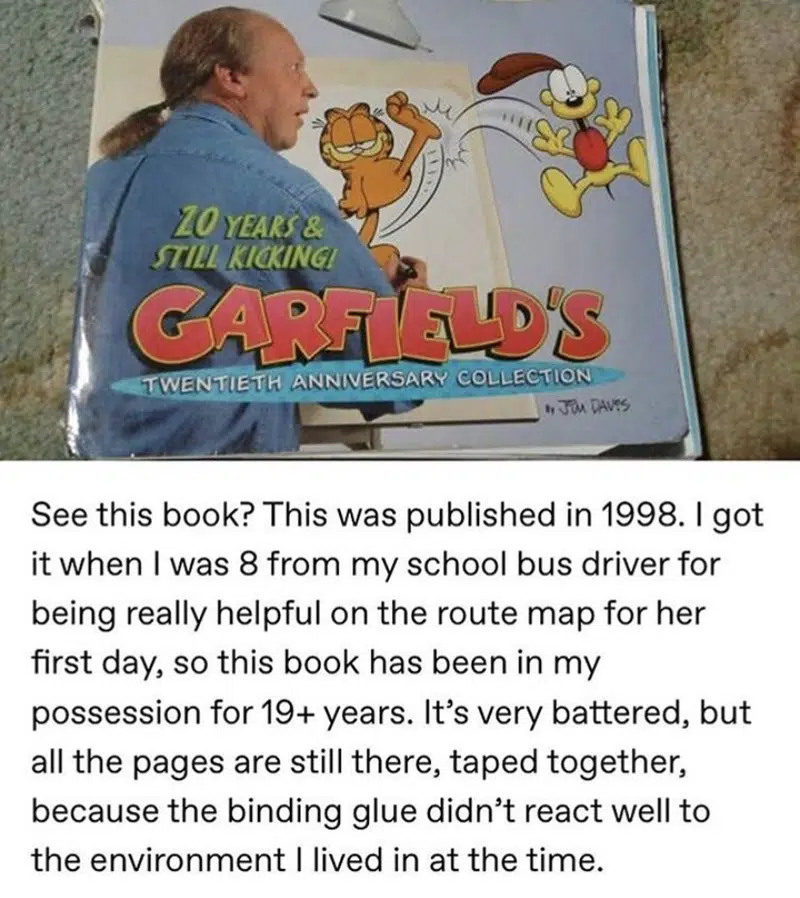 20 YEARS &
STILL KICKING!
GARFIELD'S
TWENTIETH ANNIVERSARY COLLECTION
BY JIM DAVIS
See this book? This was published in 1998. I got
it when I was 8 from my school bus driver for
being really helpful on the route map for her
first day, so this book has been in my
possession for 19+ years. It’s very battered, but
all the pages are still there, taped together,
because the binding glue didn’t react well to
the environment I lived in at the time.